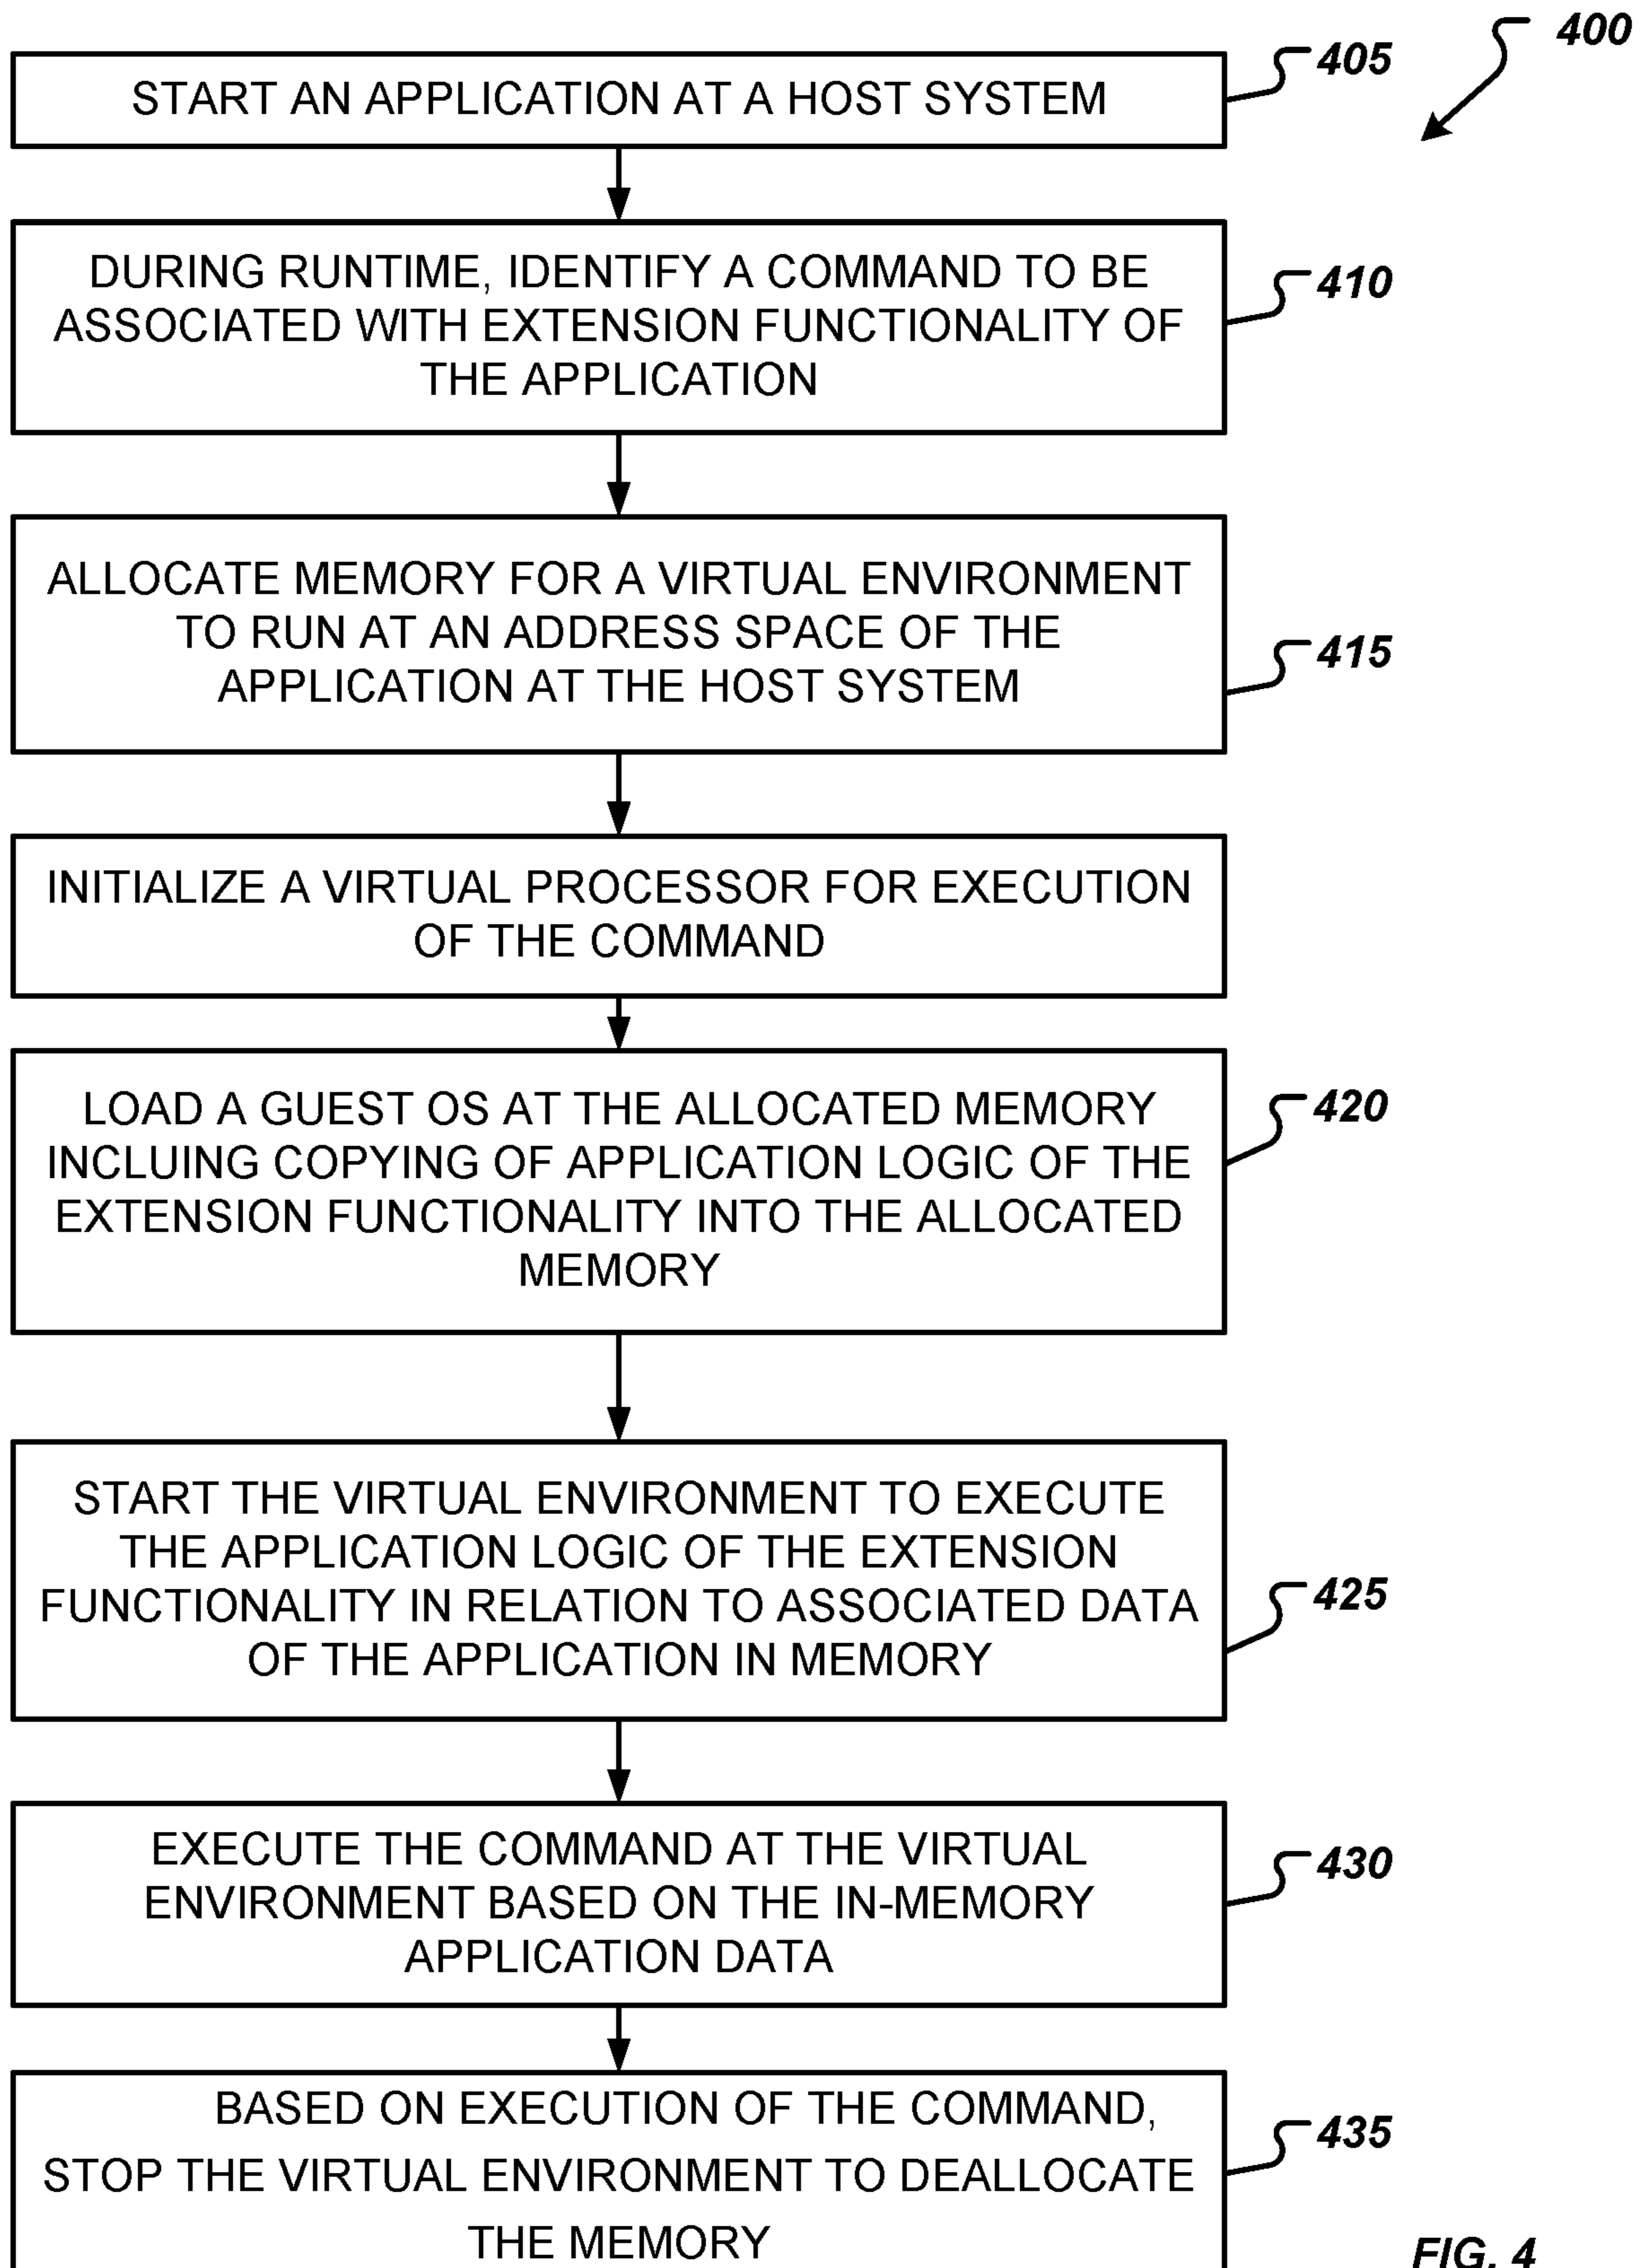 400
START AN APPLICATION AT A HOST SYSTEM
405
DURING RUNTIME, IDENTIFY A COMMAND TO BE
ASSOCIATED WITH EXTENSION FUNCTIONALITY OF
THE APPLICATION
410
ALLOCATE MEMORY FOR A VIRTUAL ENVIRONMENT
TO RUN AT AN ADDRESS SPACE OF THE
APPLICATION AT THE HOST SYSTEM
415
INITIALIZE A VIRTUAL PROCESSOR FOR EXECUTION
OF THE COMMAND
LOAD A GUEST OS AT THE ALLOCATED MEMORY
INCLUING COPYING OF APPLICATION LOGIC OF THE
EXTENSION FUNCTIONALITY INTO THE ALLOCATED
MEMORY
420
START THE VIRTUAL ENVIRONMENT TO EXECUTE
THE APPLICATION LOGIC OF THE EXTENSION
FUNCTIONALITY IN RELATION TO ASSOCIATED DATA
OF THE APPLICATION IN MEMORY
425
EXECUTE THE COMMAND AT THE VIRTUAL
ENVIRONMENT BASED ON THE IN-MEMORY
APPLICATION DATA
430
BASED ON EXECUTION OF THE COMMAND,
STOP THE VIRTUAL ENVIRONMENT TO DEALLOCATE
THE MEMORY
435
FIG. 4